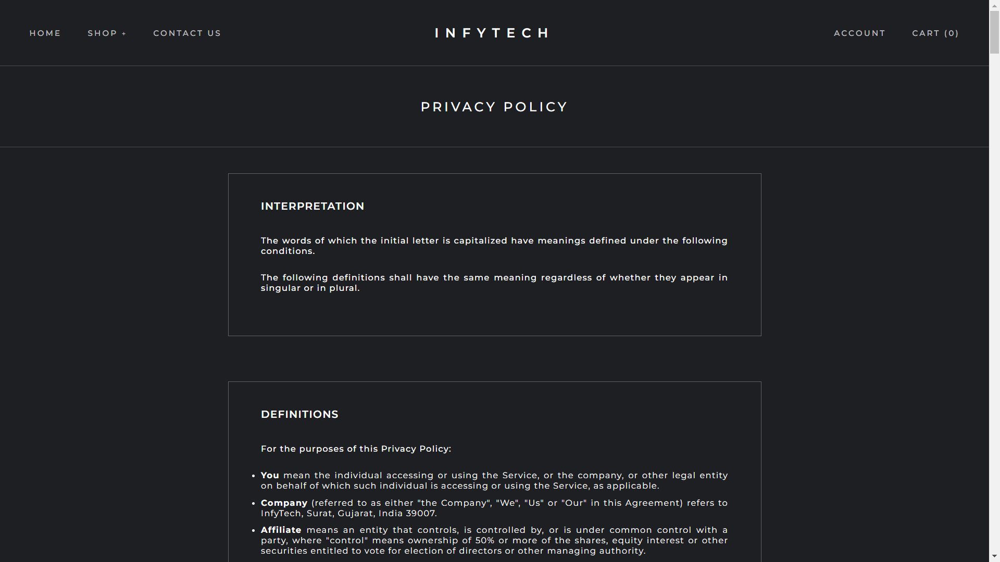 HOME SHOP + CONTACT US INFYTECH ACCOUNT CART (0)
PRIVACY POLICY
INTERPRETATION
The words of which the initial letter is capitalized have meanings defined under the following
conditions.
The following definitions shall have the same meaning regardless of whether they appear in
singular or in plural.
DEFINITIONS
For the purposes of this Privacy Policy:
• You mean the individual accessing or using the Service, or the company, or other legal entity
on behalf of which such individual is accessing or using the Service, as applicable.
• Company (referred to as either "the Company", "We", "Us" or "Our" in this Agreement) refers to
InfyTech, Surat, Gujarat, India 39007.
• Affiliate means an entity that controls, is controlled by, or is under common control with a
party, where "control" means ownership of 50% or more of the shares, equity interest or other
securities entitled to vote for election of directors or other managing authority.